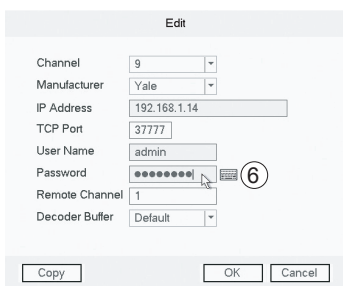 Edit
Channel 9
Manufacturer Yale
IP Address 192.168.1.14
TCP Port 37777
User Name admin
Password ●●●●●●●● 6
Remote Channel 1
Decoder Buffer Default
Copy OK Cancel